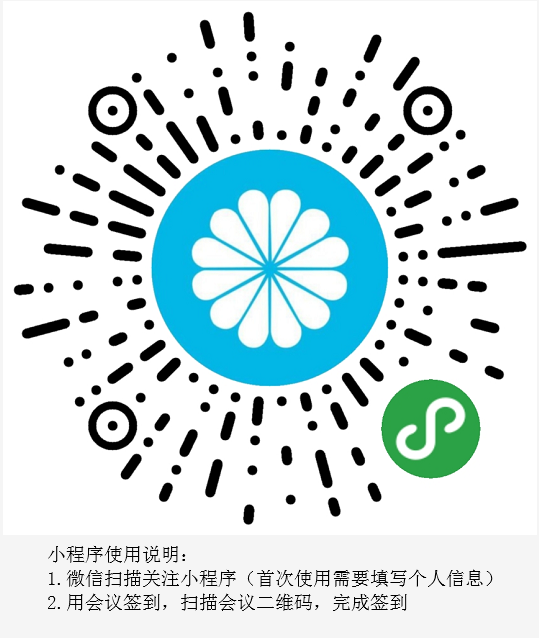 小程序使用说明：
1.微信扫描关注小程序（首次使用需要填写个人信息）
2.用会议签到，扫描会议二维码，完成签到